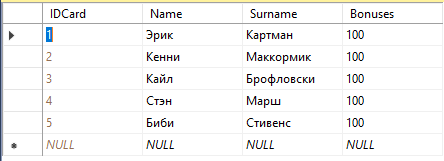 IDCard Name Surname Bonuses
1 Эрик Картман 100
2 Кенни Маккормик 100
3 Кайл Брофловски 100
4 Стэн Марш 100
5 Биби Стивенс 100
NULL NULL NULL NULL